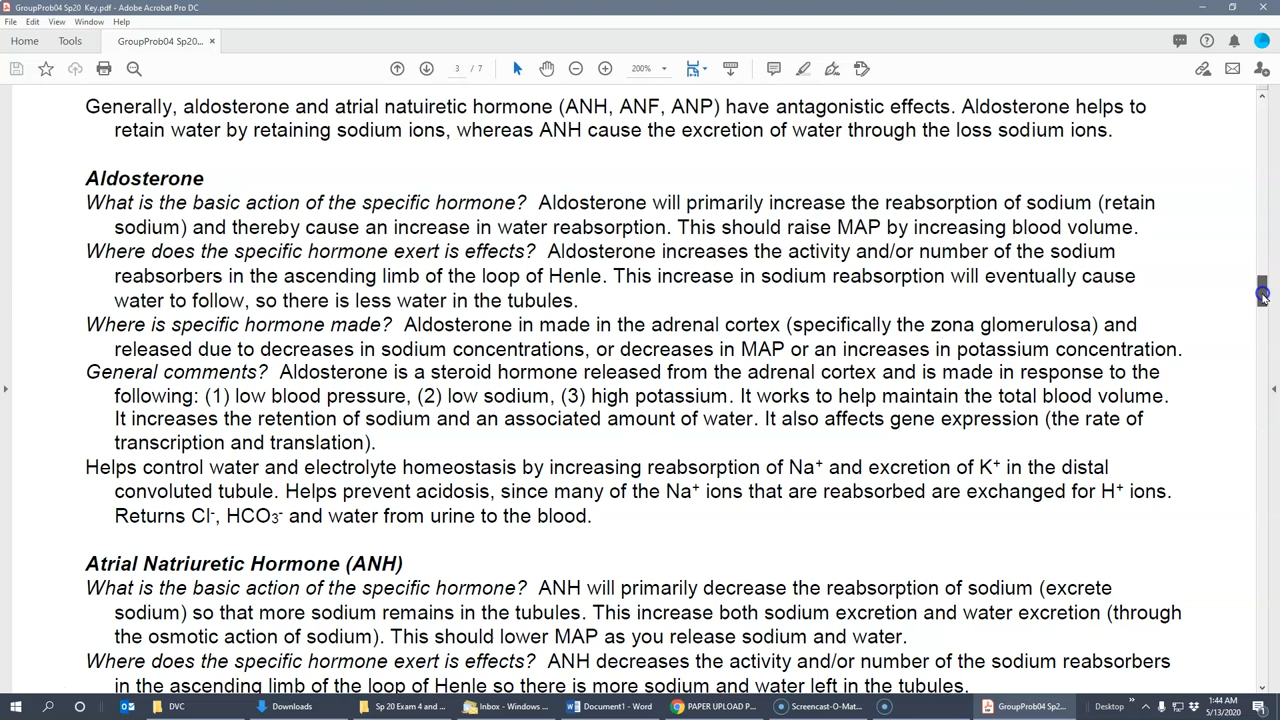 GroupProb04 Sp20 Key.pdf - Adobe Acrobat Pro DC
File Edit View Window Help
Home Tools GroupProb04 Sp20... ×
3 / 7 200%
Generally, aldosterone and atrial natuiretic hormone (ANH, ANF, ANP) have antagonistic effects. Aldosterone helps to
retain water by retaining sodium ions, whereas ANH cause the excretion of water through the loss sodium ions.
Aldosterone
What is the basic action of the specific hormone? Aldosterone will primarily increase the reabsorption of sodium (retain
sodium) and thereby cause an increase in water reabsorption. This should raise MAP by increasing blood volume.
Where does the specific hormone exert is effects? Aldosterone increases the activity and/or number of the sodium
reabsorbers in the ascending limb of the loop of Henle. This increase in sodium reabsorption will eventually cause
water to follow, so there is less water in the tubules.
Where is specific hormone made? Aldosterone in made in the adrenal cortex (specifically the zona glomerulosa) and
released due to decreases in sodium concentrations, or decreases in MAP or an increases in potassium concentration.
General comments? Aldosterone is a steroid hormone released from the adrenal cortex and is made in response to the
following: (1) low blood pressure, (2) low sodium, (3) high potassium. It works to help maintain the total blood volume.
It increases the retention of sodium and an associated amount of water. It also affects gene expression (the rate of
transcription and translation).
Helps control water and electrolyte homeostasis by increasing reabsorption of Na⁺ and excretion of K⁺ in the distal
convoluted tubule. Helps prevent acidosis, since many of the Na⁺ ions that are reabsorbed are exchanged for H⁺ ions.
Returns Cl⁻, HCO₃⁻ and water from urine to the blood.
Atrial Natriuretic Hormone (ANH)
What is the basic action of the specific hormone? ANH will primarily decrease the reabsorption of sodium (excrete
sodium) so that more sodium remains in the tubules. This increase both sodium excretion and water excretion (through
the osmotic action of sodium). This should lower MAP as you release sodium and water.
Where does the specific hormone exert is effects? ANH decreases the activity and/or number of the sodium reabsorbers
in the ascending limb of the loop of Henle so there is more sodium and water left in the tubules.
DVC Downloads Sp 20 Exam 4 and ... Inbox - Windows ... Document1 - Word PAPER UPLOAD P... Screencast-O-Mat... GroupProb04 Sp2... Desktop 1:44 AM
5/13/2020